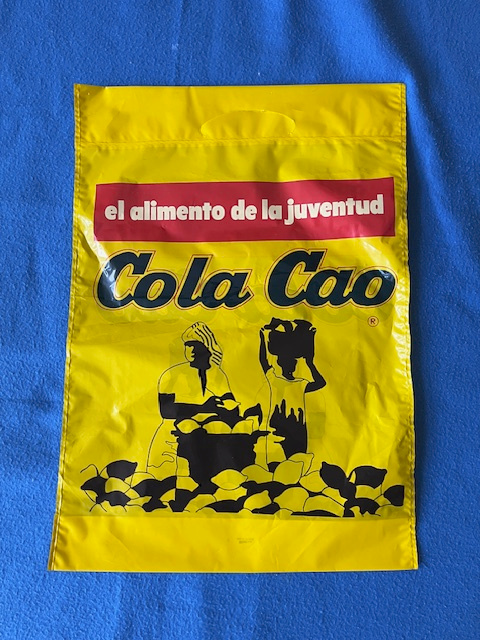 el alimento de la juventud
Cola Cao
®